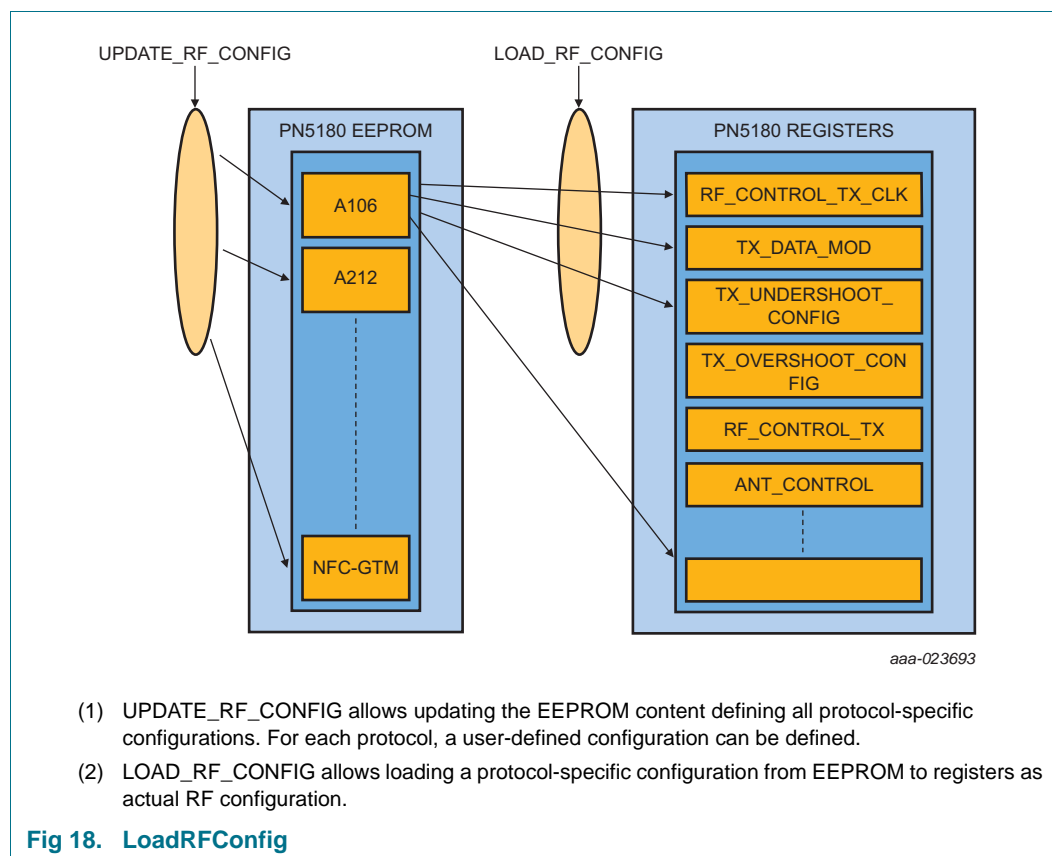 UPDATE_RF_CONFIG
LOAD_RF_CONFIG
PN5180 EEPROM
A106
A212
NFC-GTM
PN5180 REGISTERS
RF_CONTROL_TX_CLK
TX_DATA_MOD
TX_UNDERSHOOT_
CONFIG
TX_OVERSHOOT_CON
FIG
RF_CONTROL_TX
ANT_CONTROL
aaa-023693
(1) UPDATE_RF_CONFIG allows updating the EEPROM content defining all protocol-specific
configurations. For each protocol, a user-defined configuration can be defined.
(2) LOAD_RF_CONFIG allows loading a protocol-specific configuration from EEPROM to registers as
actual RF configuration.
Fig 18. LoadRFConfig